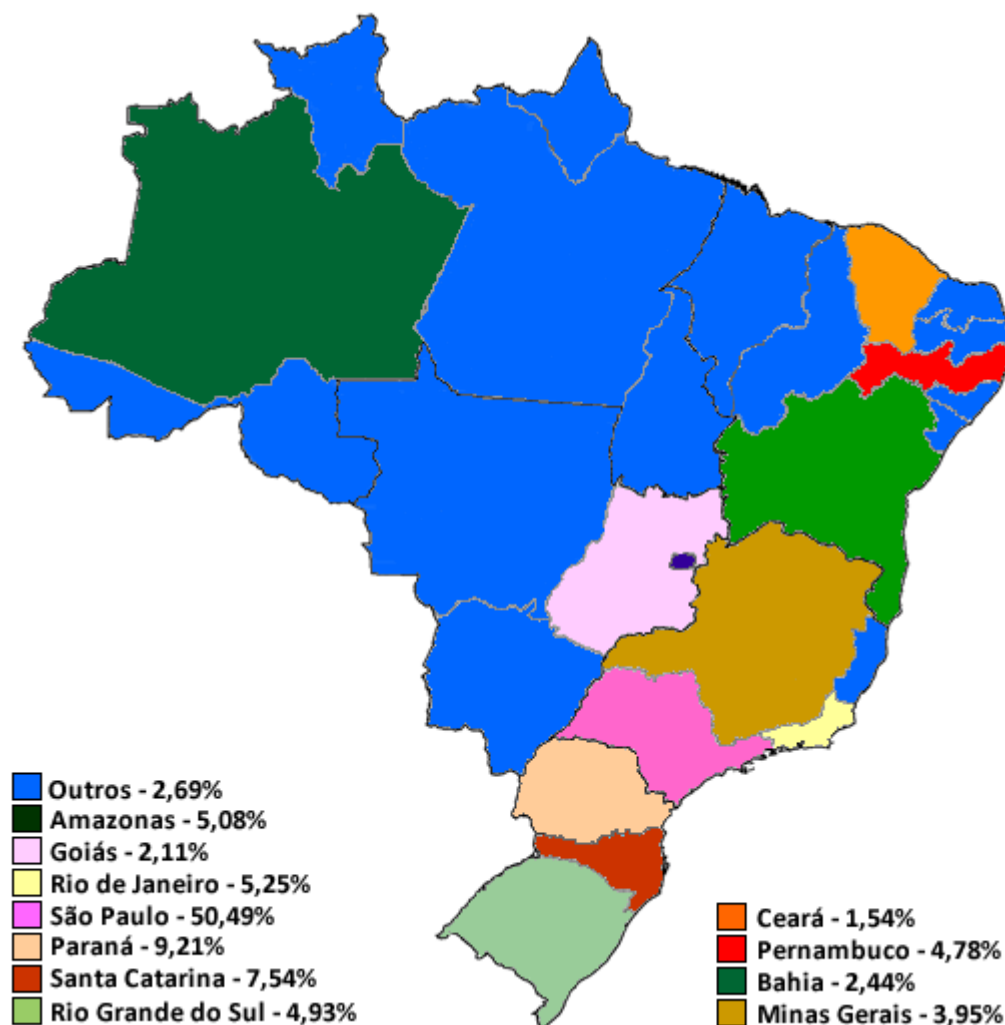 Outros - 2,69%
Amazonas - 5,08%
Goiás - 2,11%
Rio de Janeiro - 5,25%
São Paulo - 50,49%
Paraná - 9,21%
Santa Catarina - 7,54%
Rio Grande do Sul - 4,93%
Ceará - 1,54%
Pernambuco - 4,78%
Bahia - 2,44%
Minas Gerais - 3,95%